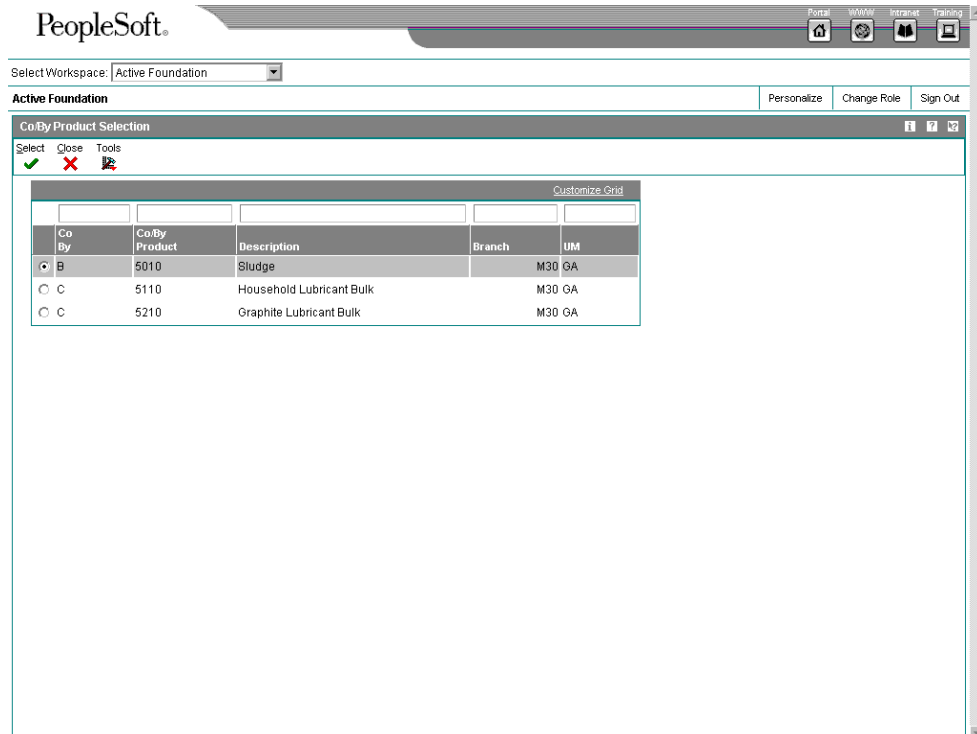 PeopleSoft®
Portal WWW Intranet Training
Select Workspace: Active Foundation
Active Foundation Personalize Change Role Sign Out
Co/By Product Selection
Select Close Tools
Customize Grid
Co By Co/By Product Description Branch UM
B 5010 Sludge M30 GA
C 5110 Household Lubricant Bulk M30 GA
C 5210 Graphite Lubricant Bulk M30 GA